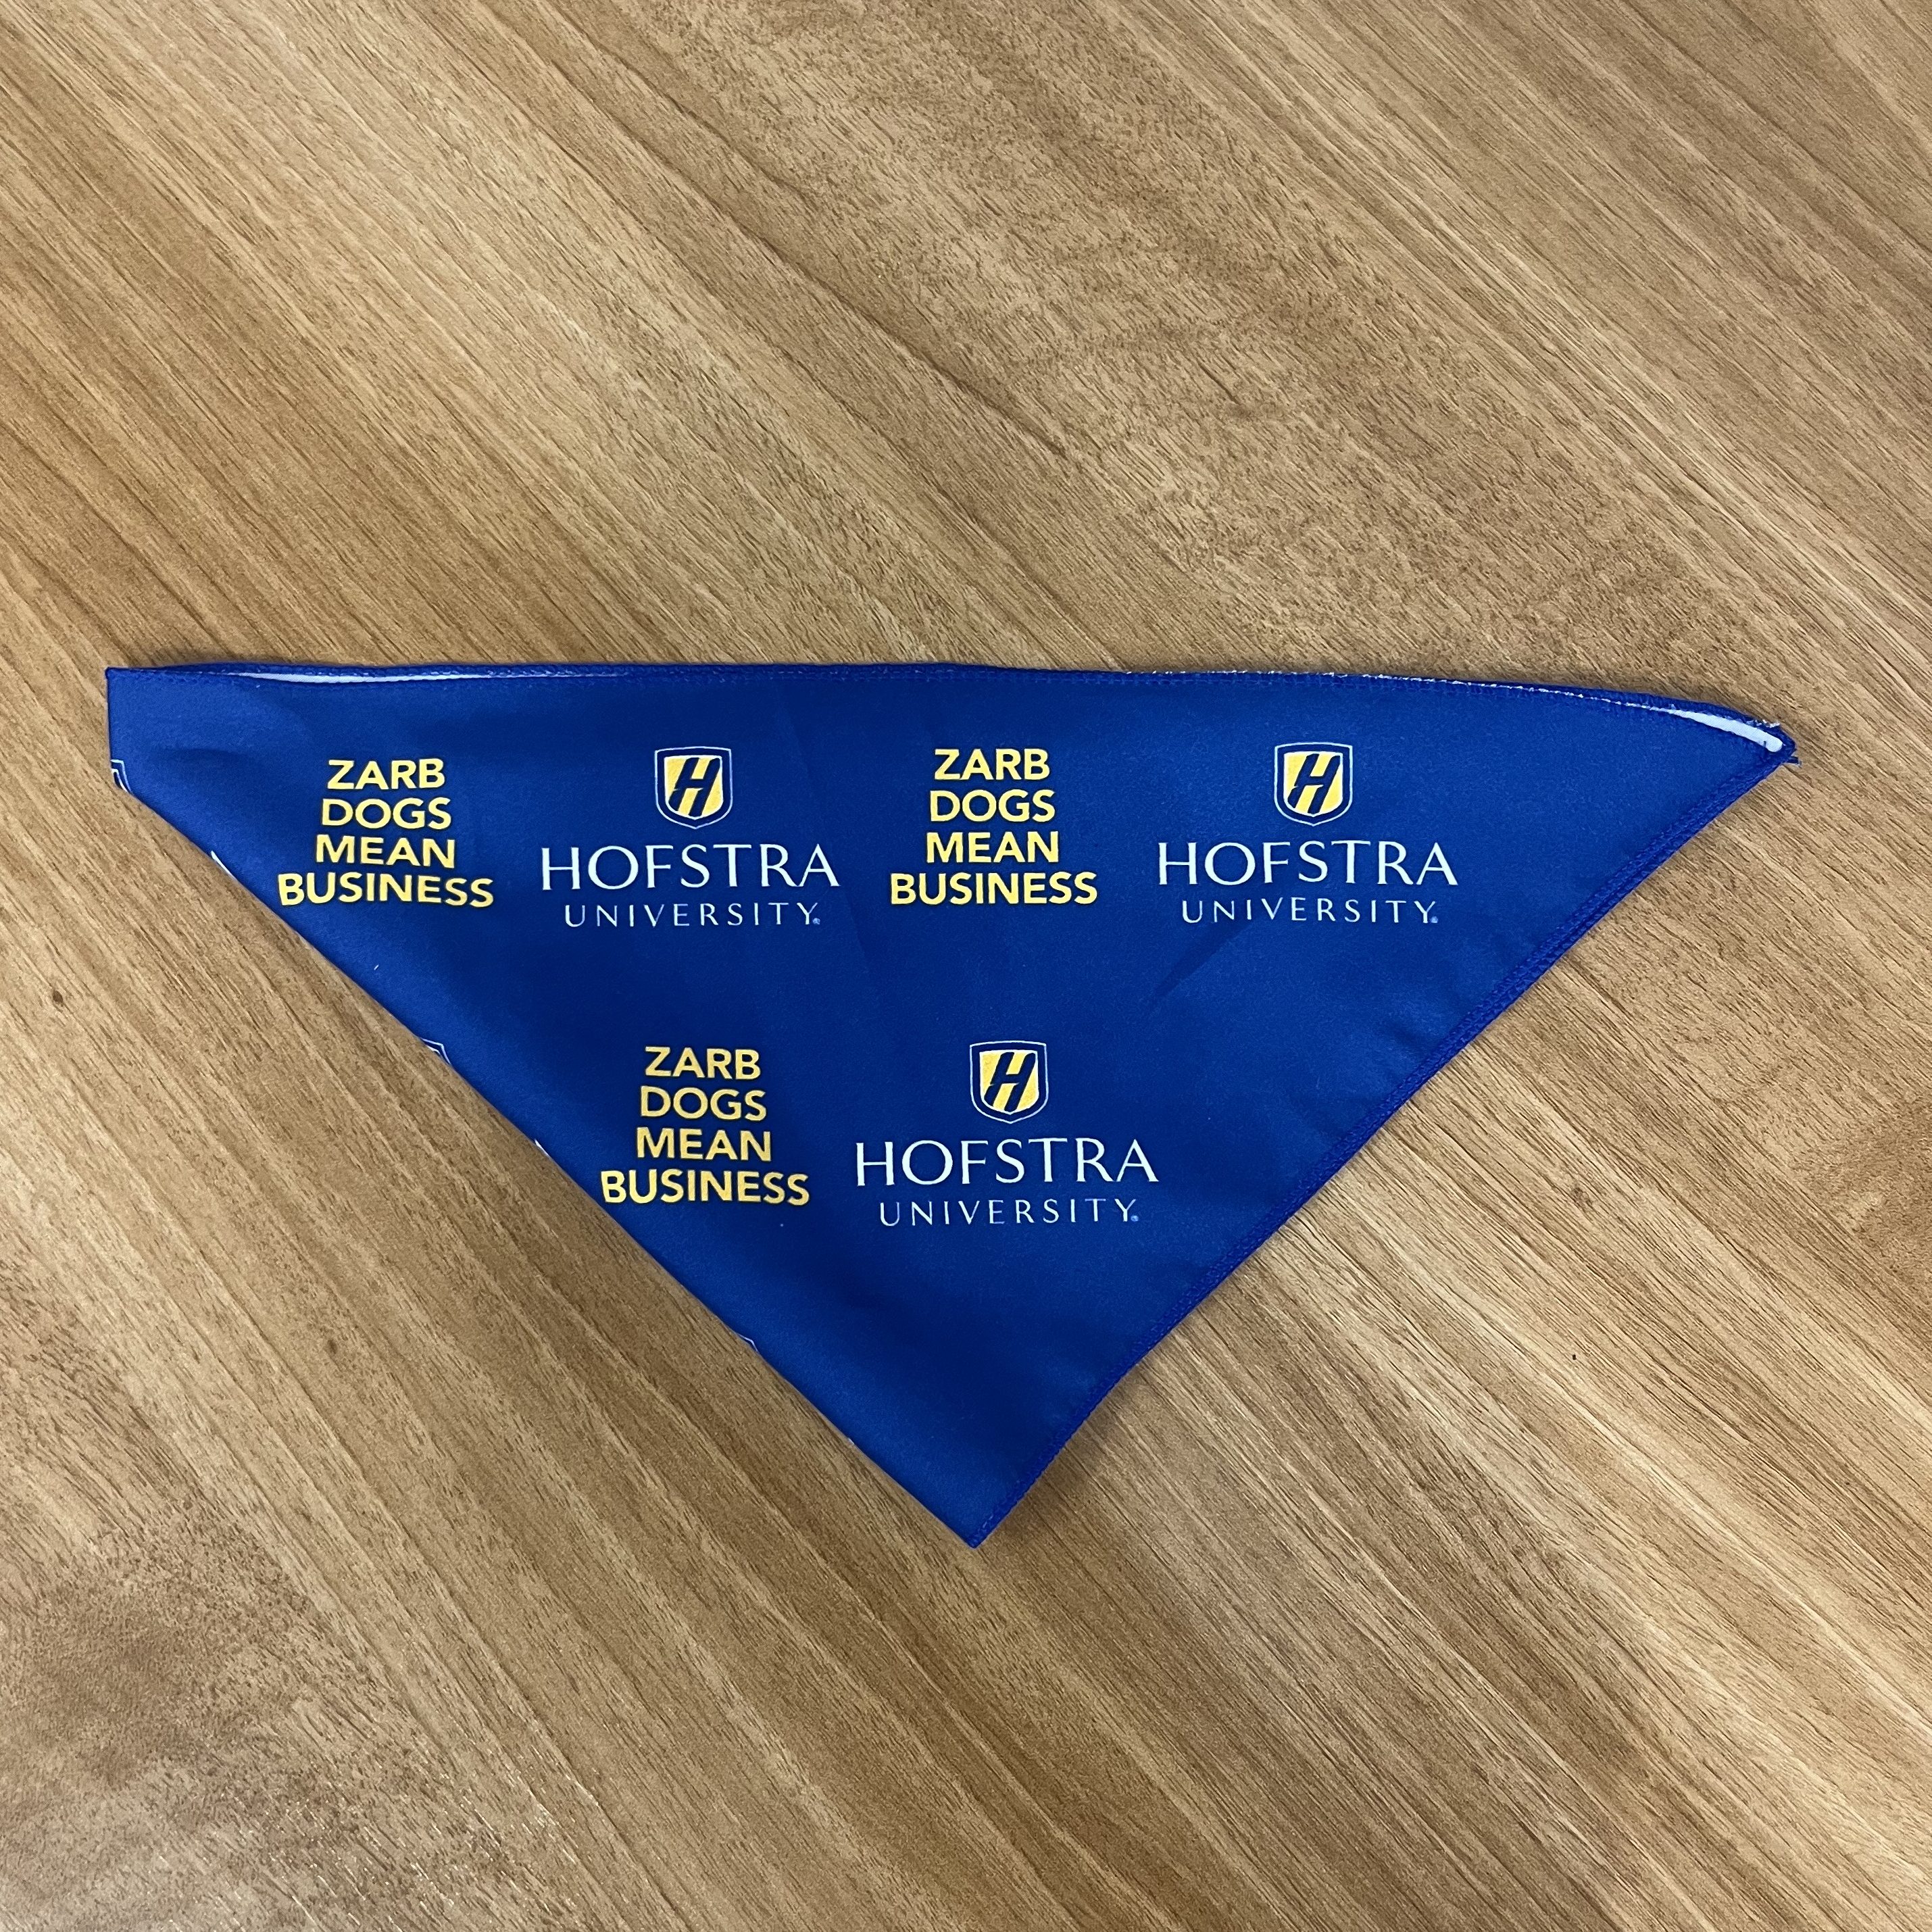 ZARB
DOGS
MEAN
BUSINESS
H
HOFSTRA
UNIVERSITY®
ZARB
DOGS
MEAN
BUSINESS
H
HOFSTRA
UNIVERSITY®
ZARB
DOGS
MEAN
BUSINESS
H
HOFSTRA
UNIVERSITY®